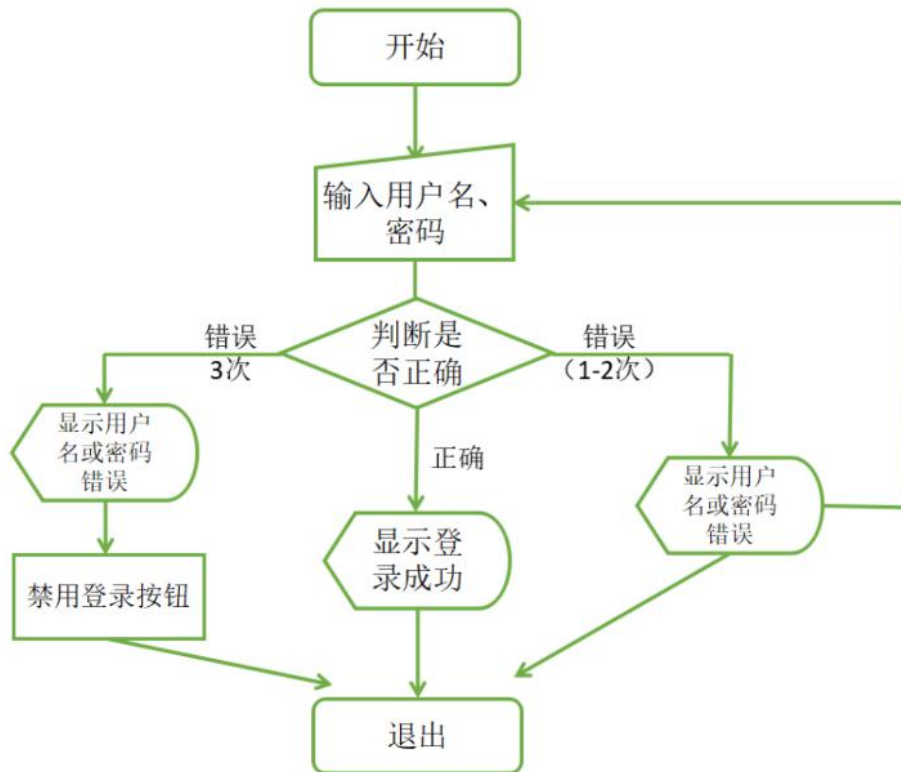 开始
输入用户名、
密码
判断是
否正确
错误
3次
错误
（1-2次）
显示用户
名或密码
错误
正确
显示用户
名或密码
错误
显示登
录成功
禁用登录按钮
退出